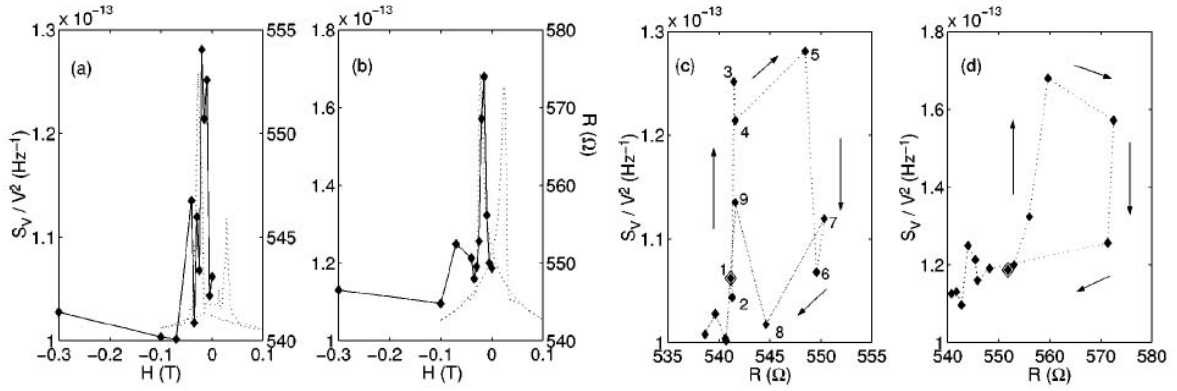 x 10⁻¹³
1.3
1.2
1.1
1
S_V / V² (Hz⁻¹)
(a)
555
550
545
540
−0.3 −0.2 −0.1 0 0.1
H (T)
x 10⁻¹³
1.8
1.6
1.4
1.2
1
(b)
580
570
560
550
540
R (Ω)
−0.3 −0.2 −0.1 0 0.1
H (T)
x 10⁻¹³
1.3
1.2
1.1
1
S_V / V² (Hz⁻¹)
(c)
3
5
4
9
7
1
6
2
8
535 540 545 550 555
R (Ω)
x 10⁻¹³
1.8
1.6
1.4
1.2
1
S_V / V² (Hz⁻¹)
(d)
540 550 560 570 580
R (Ω)